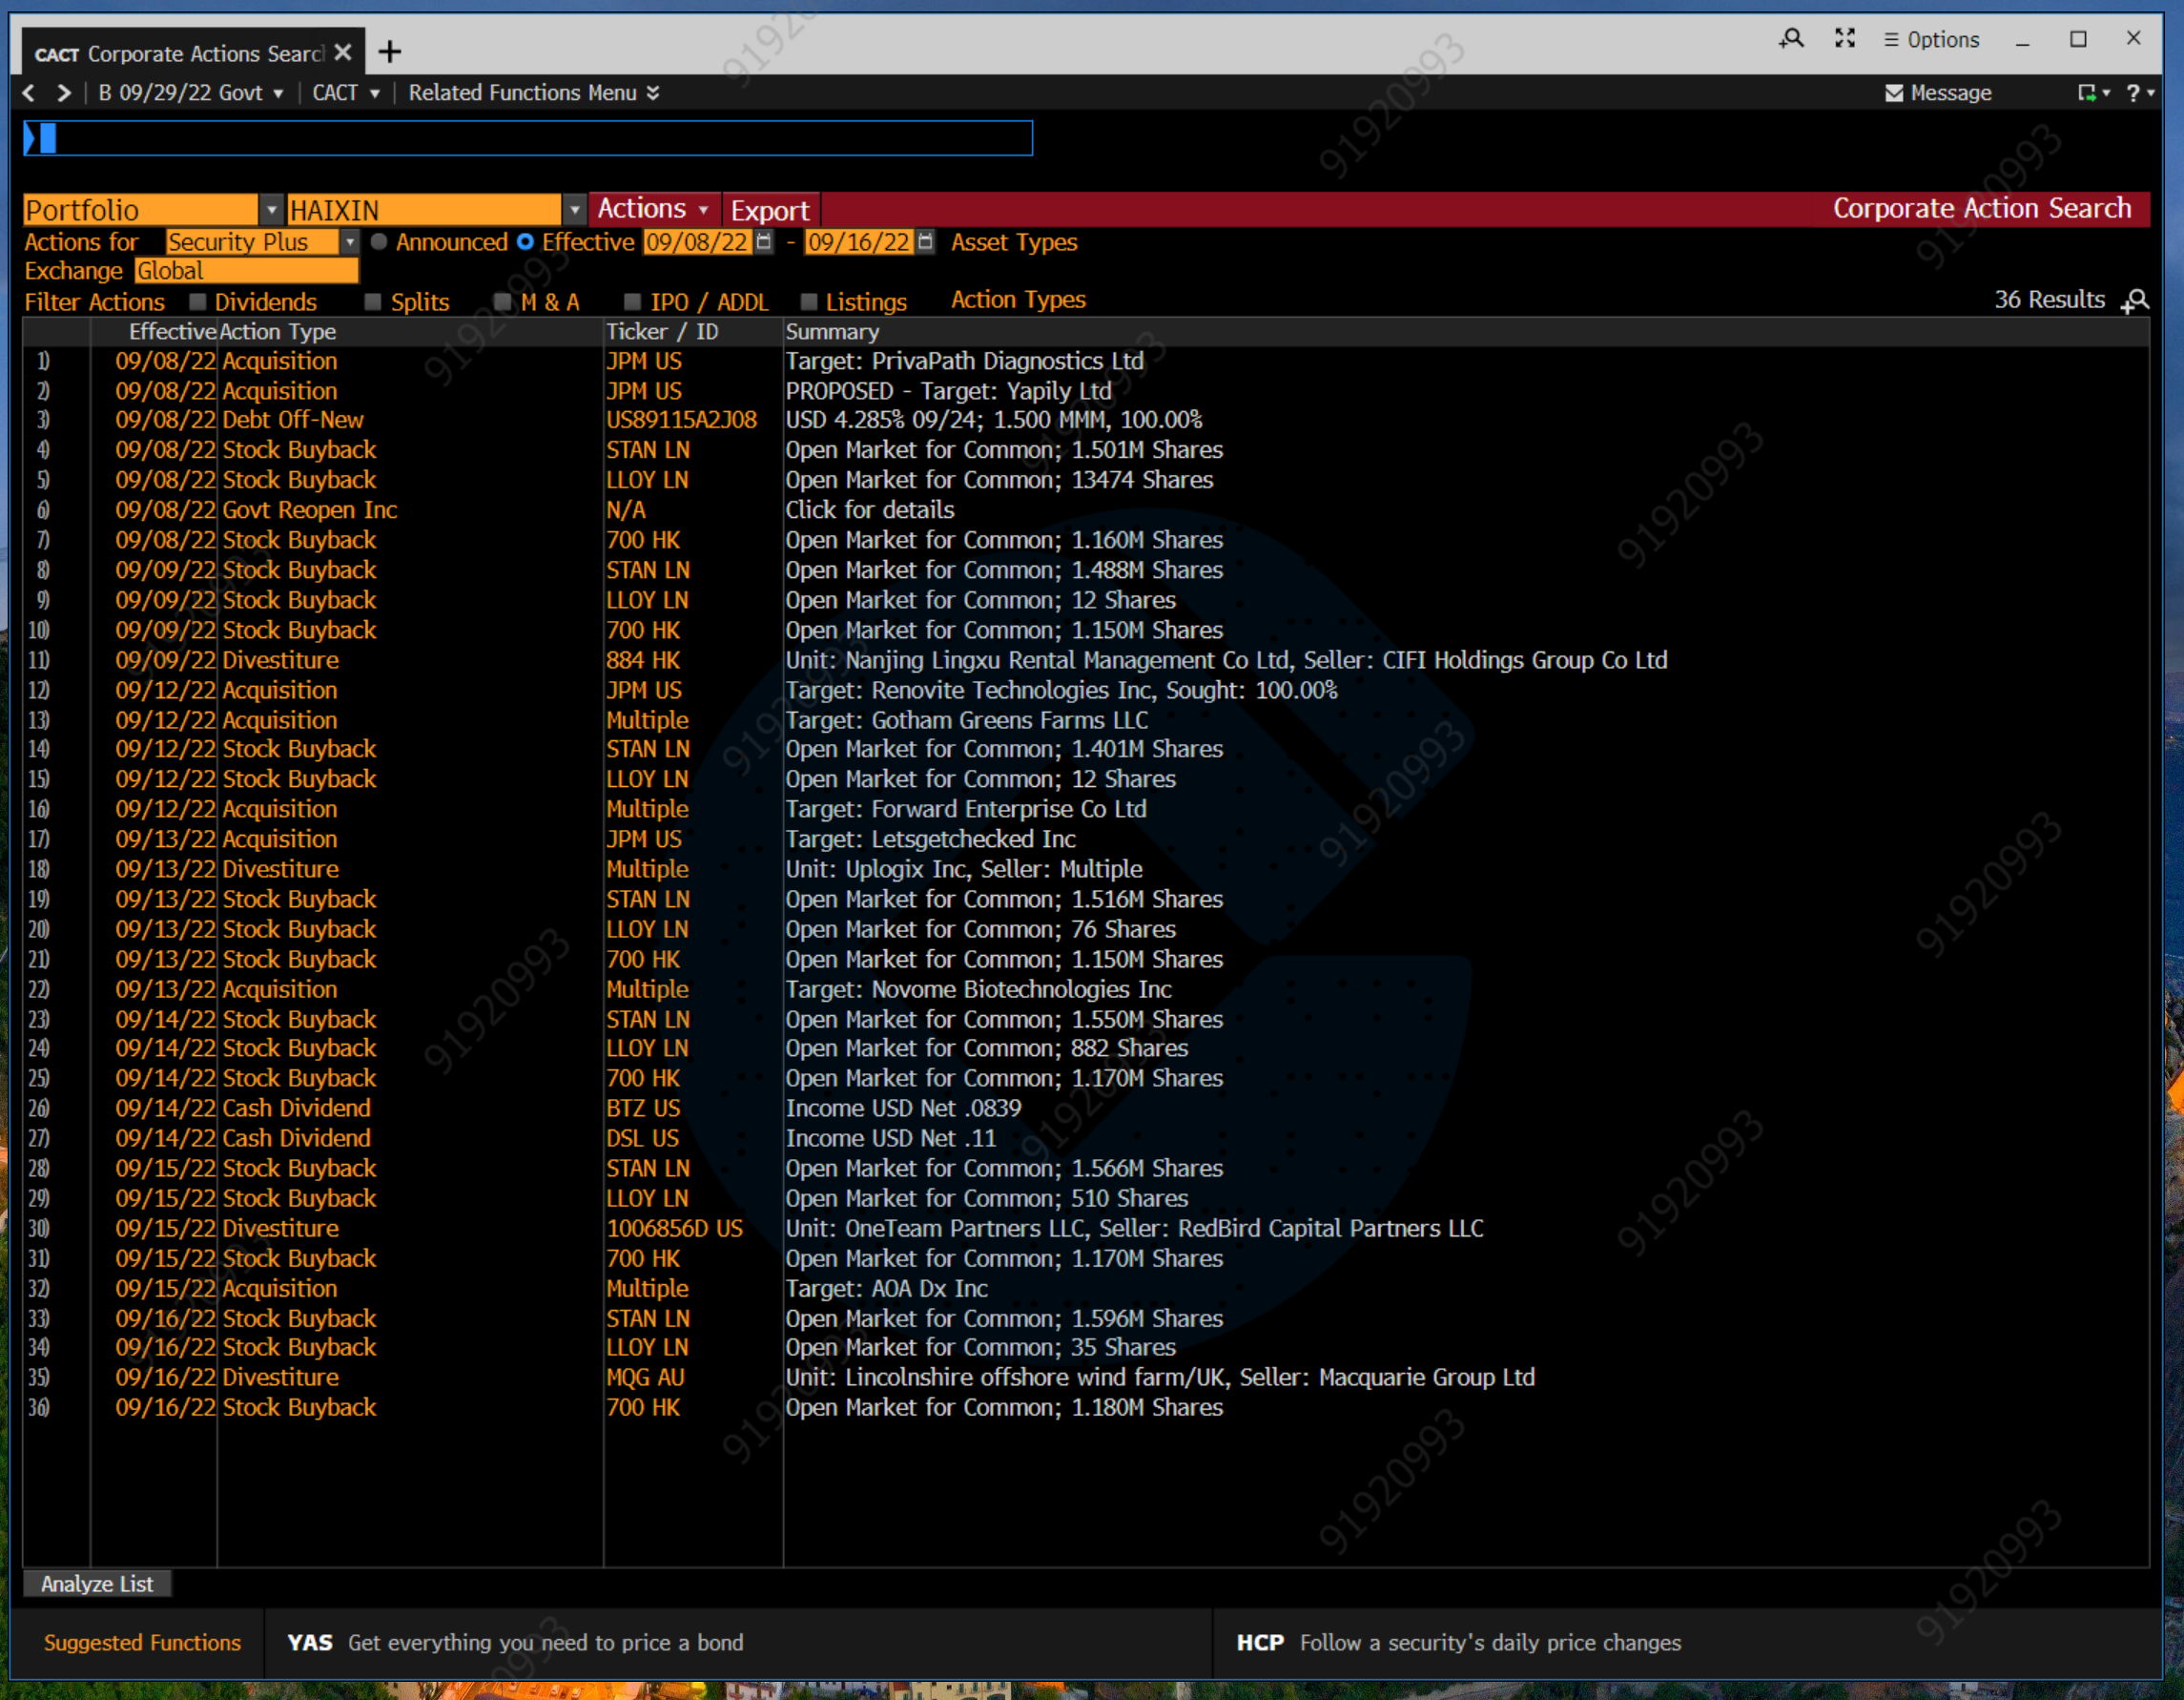 CACT Corporate Actions Searc
Options
B 09/29/22 Govt CACT Related Functions Menu
Message ?
Portfolio HAIXIN Actions Export Corporate Action Search
Actions for Security Plus Announced Effective 09/08/22 - 09/16/22 Asset Types
Exchange Global
Filter Actions Dividends Splits M & A IPO / ADDL Listings Action Types 36 Results
Effective Action Type Ticker / ID Summary
1) 09/08/22 Acquisition JPM US Target: PrivaPath Diagnostics Ltd
2) 09/08/22 Acquisition JPM US PROPOSED - Target: Yapily Ltd
3) 09/08/22 Debt Off-New US89115A2J08 USD 4.285% 09/24; 1.500 MMM, 100.00%
4) 09/08/22 Stock Buyback STAN LN Open Market for Common; 1.501M Shares
5) 09/08/22 Stock Buyback LLOY LN Open Market for Common; 13474 Shares
6) 09/08/22 Govt Reopen Inc N/A Click for details
7) 09/08/22 Stock Buyback 700 HK Open Market for Common; 1.160M Shares
8) 09/09/22 Stock Buyback STAN LN Open Market for Common; 1.488M Shares
9) 09/09/22 Stock Buyback LLOY LN Open Market for Common; 12 Shares
10) 09/09/22 Stock Buyback 700 HK Open Market for Common; 1.150M Shares
11) 09/09/22 Divestiture 884 HK Unit: Nanjing Lingxu Rental Management Co Ltd, Seller: CIFI Holdings Group Co Ltd
12) 09/12/22 Acquisition JPM US Target: Renovite Technologies Inc, Sought: 100.00%
13) 09/12/22 Acquisition Multiple Target: Gotham Greens Farms LLC
14) 09/12/22 Stock Buyback STAN LN Open Market for Common; 1.401M Shares
15) 09/12/22 Stock Buyback LLOY LN Open Market for Common; 12 Shares
16) 09/12/22 Acquisition Multiple Target: Forward Enterprise Co Ltd
17) 09/13/22 Acquisition JPM US Target: Letsgetchecked Inc
18) 09/13/22 Divestiture Multiple Unit: Uplogix Inc, Seller: Multiple
19) 09/13/22 Stock Buyback STAN LN Open Market for Common; 1.516M Shares
20) 09/13/22 Stock Buyback LLOY LN Open Market for Common; 76 Shares
21) 09/13/22 Stock Buyback 700 HK Open Market for Common; 1.150M Shares
22) 09/13/22 Acquisition Multiple Target: Novome Biotechnologies Inc
23) 09/14/22 Stock Buyback STAN LN Open Market for Common; 1.550M Shares
24) 09/14/22 Stock Buyback LLOY LN Open Market for Common; 882 Shares
25) 09/14/22 Stock Buyback 700 HK Open Market for Common; 1.170M Shares
26) 09/14/22 Cash Dividend BTZ US Income USD Net .0839
27) 09/14/22 Cash Dividend DSL US Income USD Net .11
28) 09/15/22 Stock Buyback STAN LN Open Market for Common; 1.566M Shares
29) 09/15/22 Stock Buyback LLOY LN Open Market for Common; 510 Shares
30) 09/15/22 Divestiture 1006856D US Unit: OneTeam Partners LLC, Seller: RedBird Capital Partners LLC
31) 09/15/22 Stock Buyback 700 HK Open Market for Common; 1.170M Shares
32) 09/15/22 Acquisition Multiple Target: AOA Dx Inc
33) 09/16/22 Stock Buyback STAN LN Open Market for Common; 1.596M Shares
34) 09/16/22 Stock Buyback LLOY LN Open Market for Common; 35 Shares
35) 09/16/22 Divestiture MQG AU Unit: Lincolnshire offshore wind farm/UK, Seller: Macquarie Group Ltd
36) 09/16/22 Stock Buyback 700 HK Open Market for Common; 1.180M Shares
Analyze List
Suggested Functions YAS Get everything you need to price a bond HCP Follow a security's daily price changes
91920993